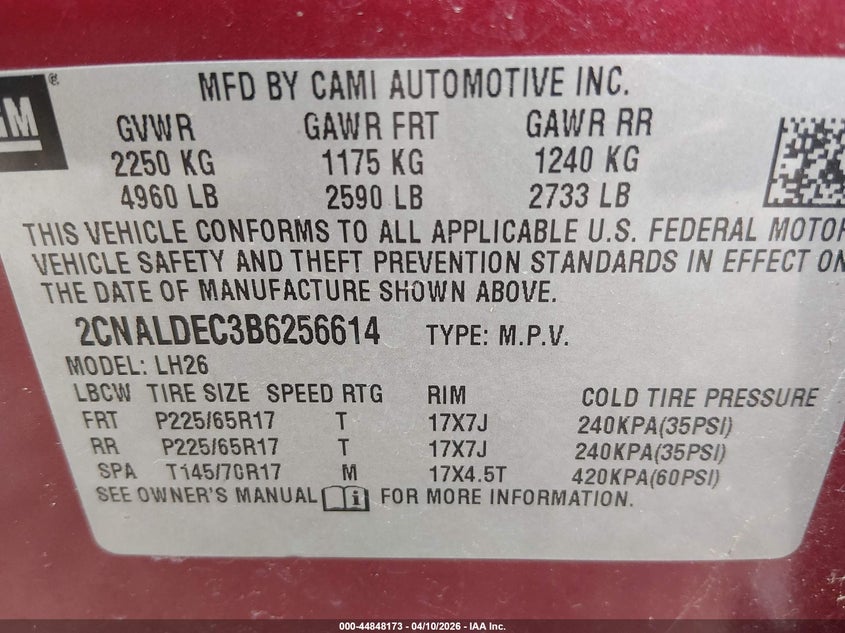 GM ®
MFD BY CAMI AUTOMOTIVE INC.
GVWR GAWR FRT GAWR RR
2250 KG 1175 KG 1240 KG
4960 LB 2590 LB 2733 LB
THIS VEHICLE CONFORMS TO ALL APPLICABLE U.S. FEDERAL MOTOR
VEHICLE SAFETY AND THEFT PREVENTION STANDARDS IN EFFECT ON
THE DATE OF MANUFACTURE SHOWN ABOVE.
2CNALDEC3B6256614 TYPE: M.P.V.
MODEL: LH26
LBCW TIRE SIZE SPEED RTG RIM COLD TIRE PRESSURE
FRT P225/65R17 T 17X7J 240KPA(35PSI)
RR P225/65R17 T 17X7J 240KPA(35PSI)
SPA T145/70R17 M 17X4.5T 420KPA(60PSI)
SEE OWNER'S MANUAL i FOR MORE INFORMATION.
000-44848173 - 04/10/2026 - IAA Inc.